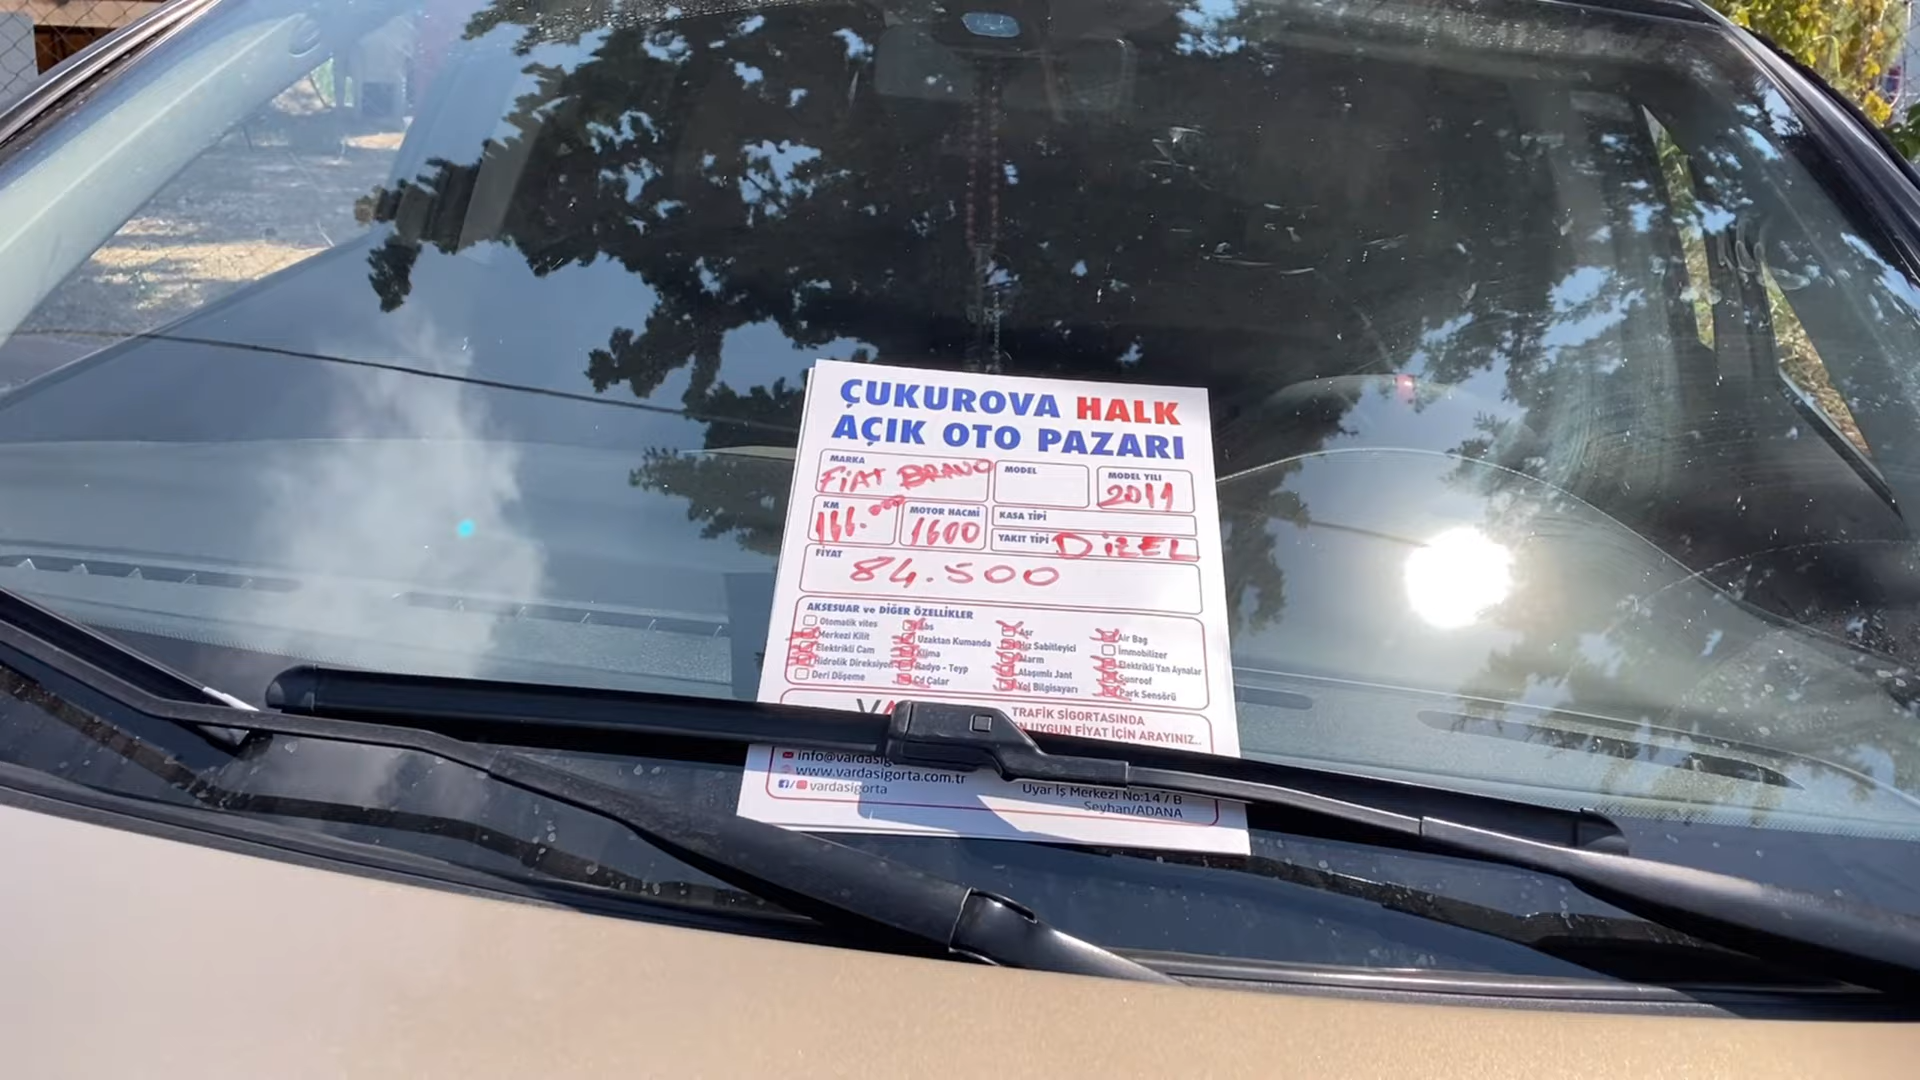 ÇUKUROVA HALK
AÇIK OTO PAZARI
MARKA
FİAT BRAVO
MODEL
MODEL YILI
2011
KM
166.000
MOTOR HACMİ
1600
KASA TİPİ
YAKIT TİPİ DİZEL
FİYAT
84.500
AKSESUAR ve DİĞER ÖZELLİKLER
Otomatik vites
Abs
Asr
Air Bag
Merkezi Kilit
Uzaktan Kumanda
Hız Sabitleyici
İmmobilizer
Elektrikli Cam
Klima
Alarm
Elektrikli Yan Aynalar
Hidrolik Direksiyon
Radyo - Teyp
Alaşımlı Jant
Sunroof
Deri Döşeme
Cd Çalar
Yol Bilgisayarı
Park Sensörü
TRAFİK SİGORTASINDA
UYGUN FİYAT İÇİN ARAYINIZ..
www.vardasigorta.com.tr
vardasigorta
Uyar İş Merkezi No:14 / B
Seyhan/ADANA